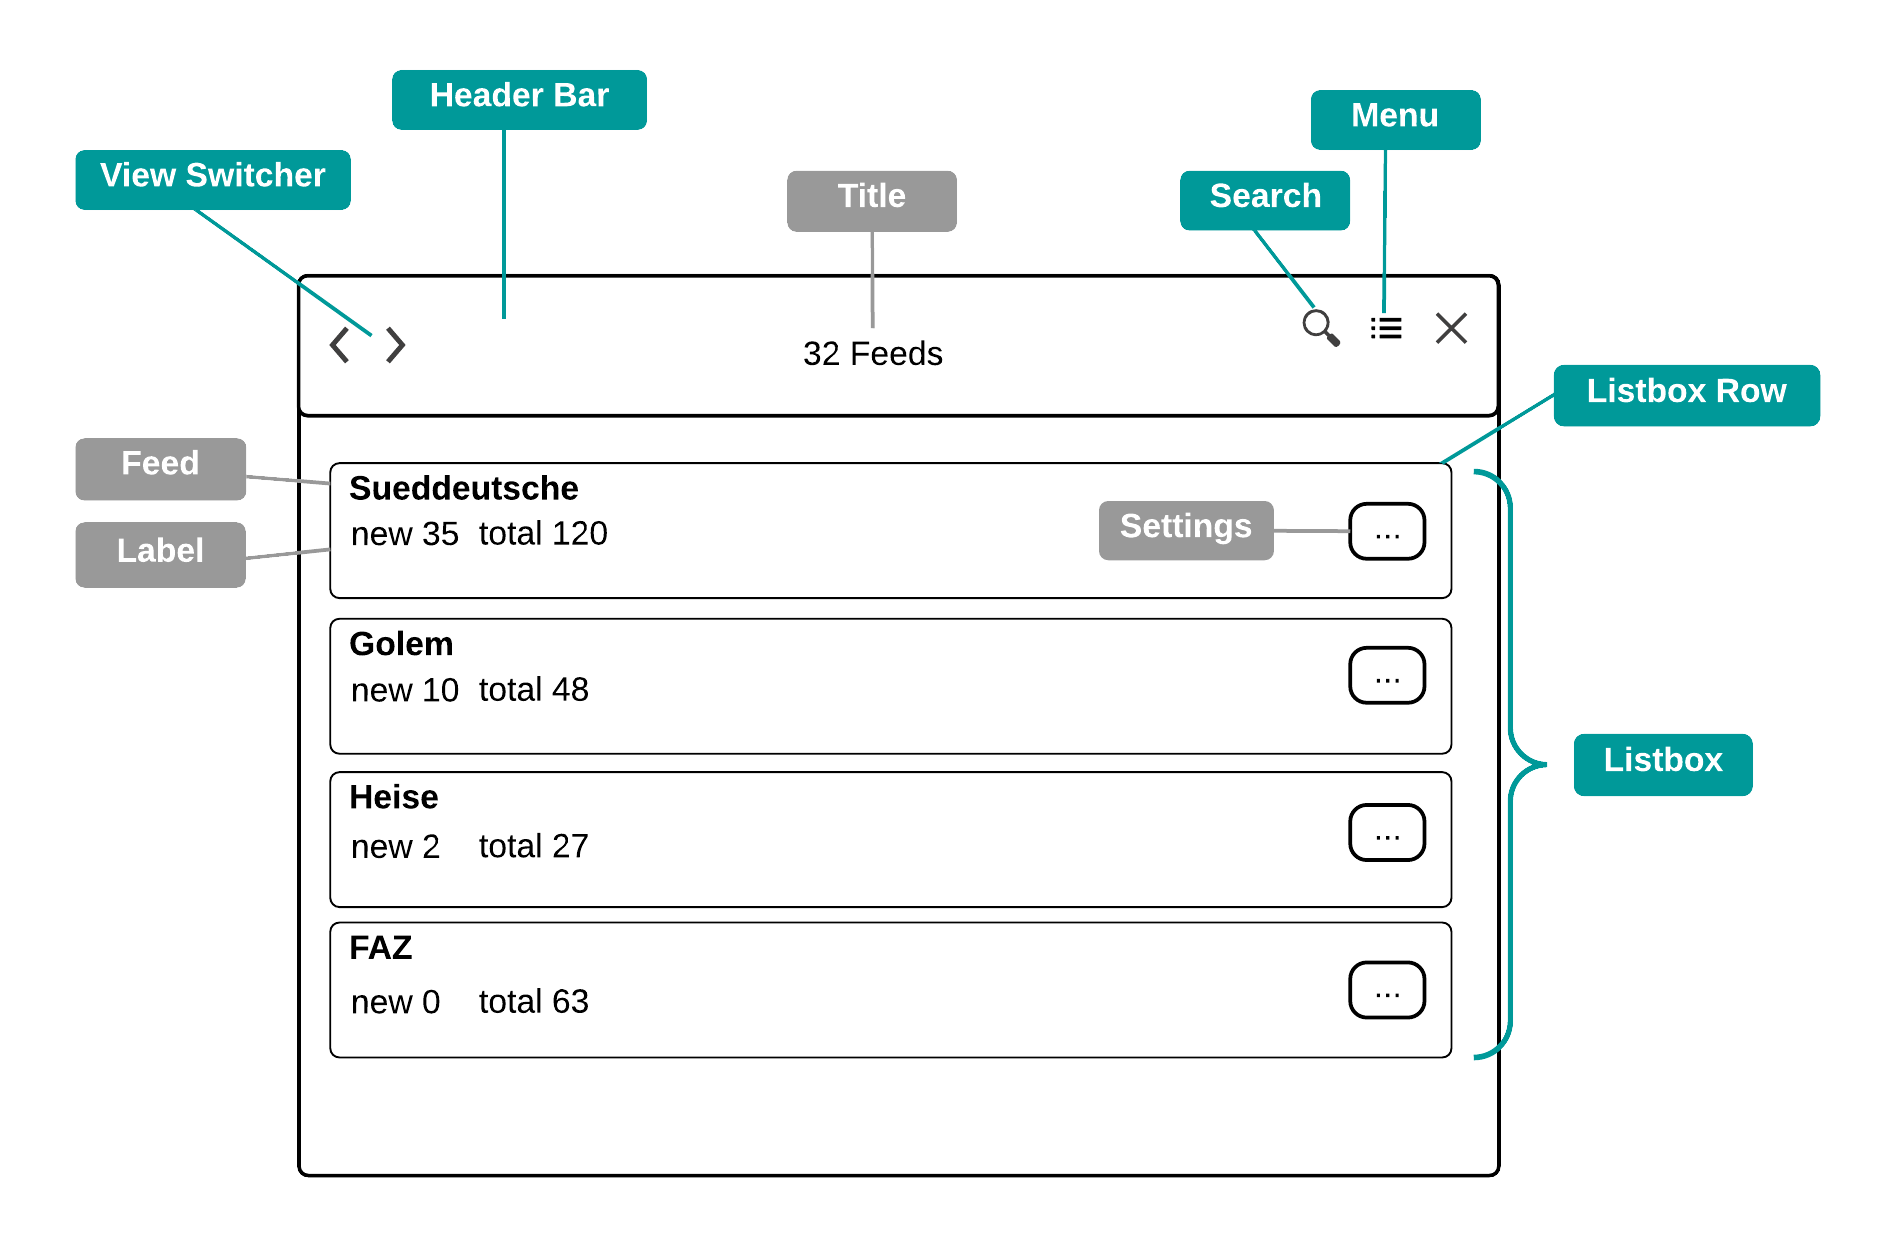 Header Bar
Menu
View Switcher
Title
Search
32 Feeds
Listbox Row
Feed
Sueddeutsche
Settings
...
new 35 total 120
Label
Golem
...
new 10 total 48
Listbox
Heise
...
new 2 total 27
FAZ
...
new 0 total 63